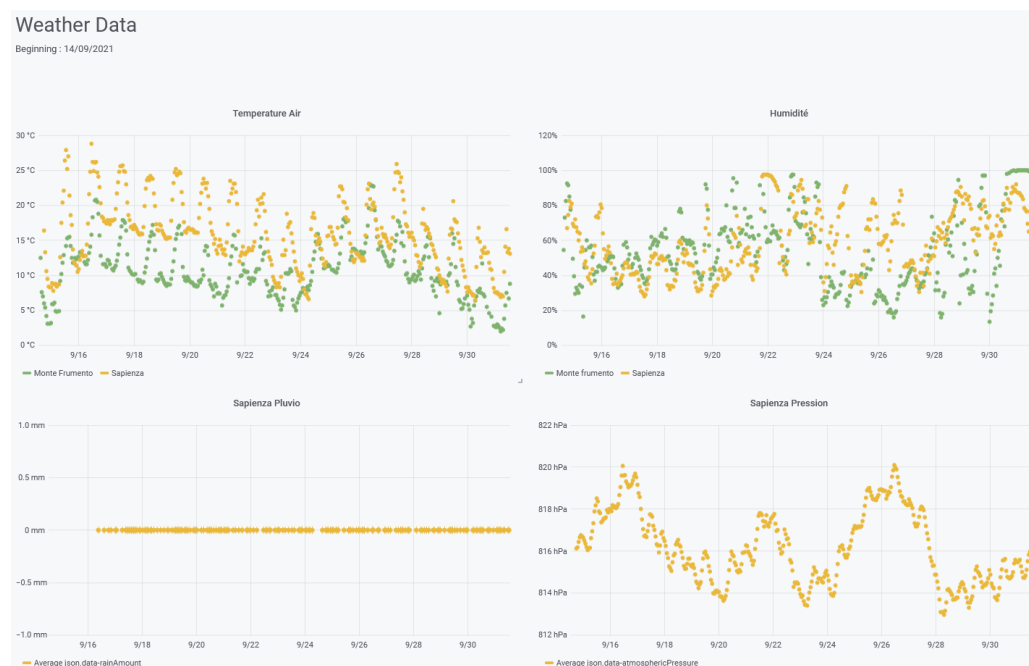 Weather Data
Beginning : 14/09/2021
Temperature Air
30 °C
25 °C
20 °C
15 °C
10 °C
5 °C
0 °C
9/16 9/18 9/20 9/22 9/24 9/26 9/28 9/30
Monte Frumento Sapienza
Humidité
120%
100%
80%
60%
40%
20%
0%
9/16 9/18 9/20 9/22 9/24 9/26 9/28 9/30
Monte frumento Sapienza
Sapienza Pluvio
1.0 mm
0.5 mm
0 mm
−0.5 mm
−1.0 mm
9/16 9/18 9/20 9/22 9/24 9/26 9/28 9/30
Average json.data-rainAmount
Sapienza Pression
822 hPa
820 hPa
818 hPa
816 hPa
814 hPa
812 hPa
9/16 9/18 9/20 9/22 9/24 9/26 9/28 9/30
Average json.data-atmosphericPressure